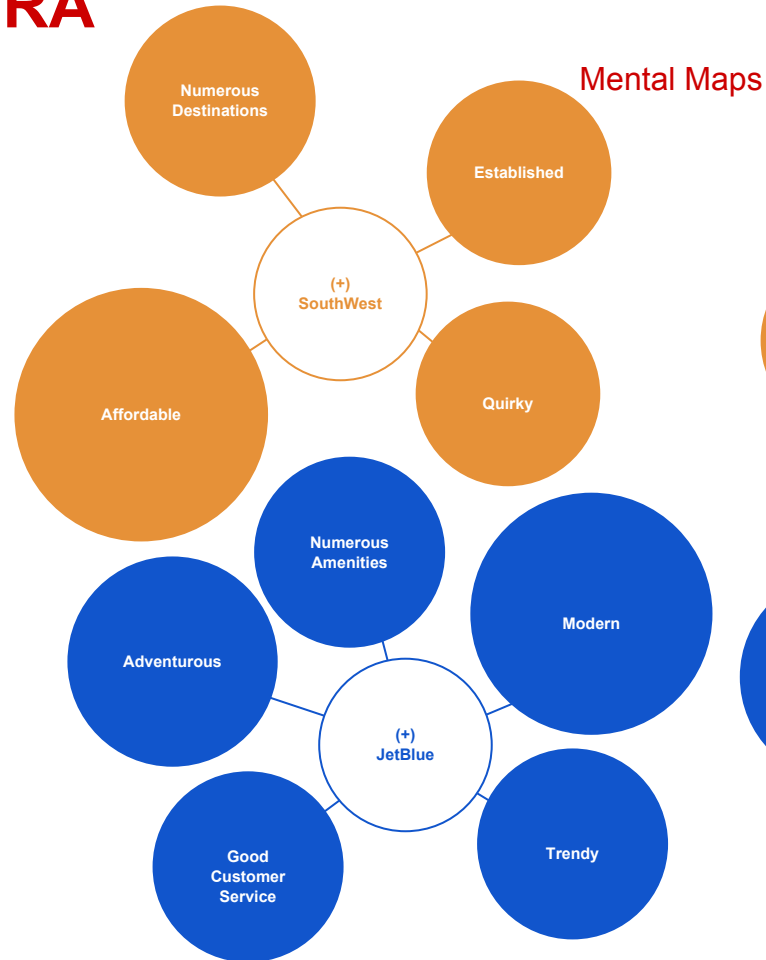 RA
Mental Maps
Numerous
Destinations
Established
(+)
SouthWest
Affordable
Quirky
Numerous
Amenities
Modern
Adventurous
(+)
JetBlue
Trendy
Good
Customer
Service